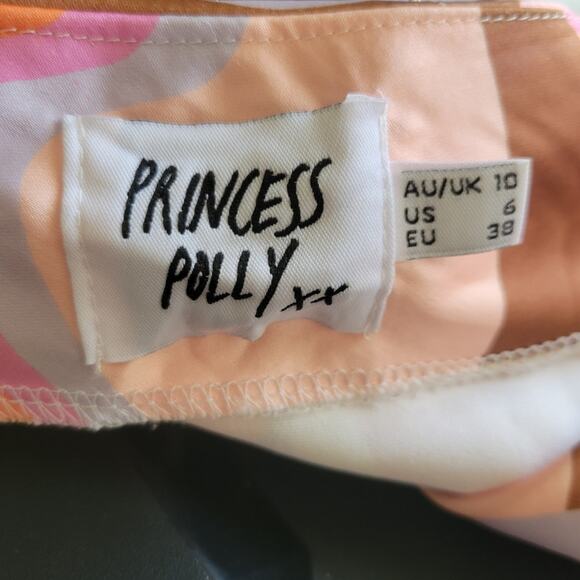 PRINCESS
POLLY xx
AU/UK 10
US 6
EU 38